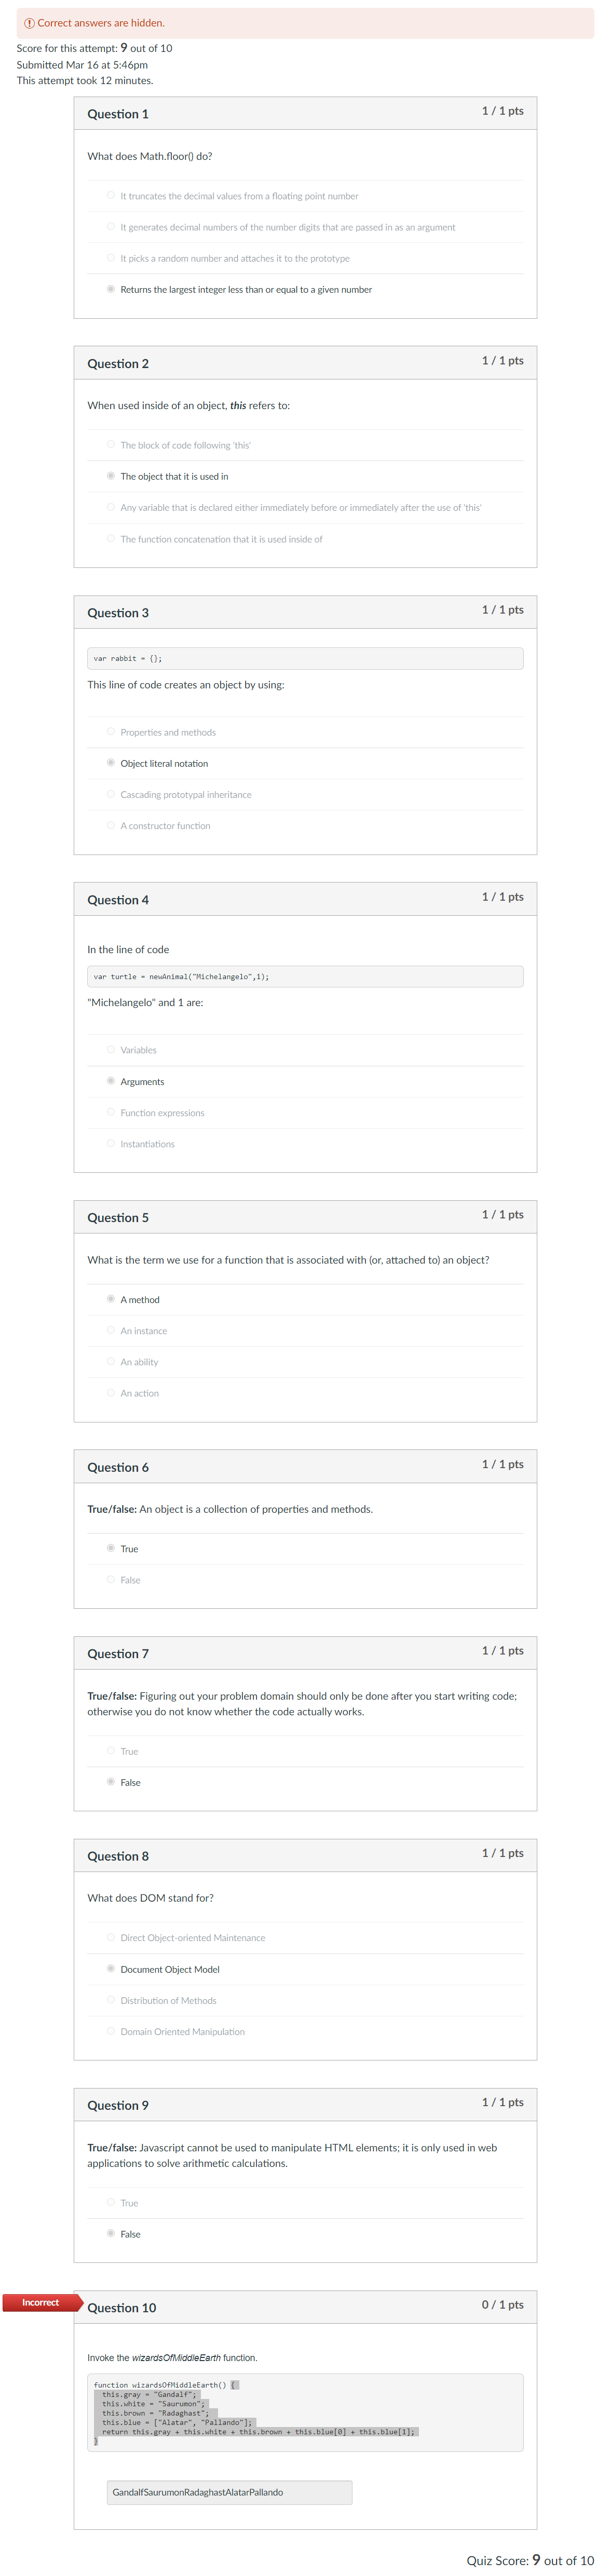 Correct answers are hidden.
Score for this attempt: 9 out of 10
Submitted Mar 16 at 5:46pm
This attempt took 12 minutes.
Question 1
1 / 1 pts
What does Math.floor() do?
It truncates the decimal values from a floating point number
It generates decimal numbers of the number digits that are passed in as an argument
It picks a random number and attaches it to the prototype
Returns the largest integer less than or equal to a given number
Question 2
1 / 1 pts
When used inside of an object, this refers to:
The block of code following 'this'
The object that it is used in
Any variable that is declared either immediately before or immediately after the use of 'this'
The function concatenation that it is used inside of
Question 3
1 / 1 pts
var rabbit = {};
This line of code creates an object by using:
Properties and methods
Object literal notation
Cascading prototypal inheritance
A constructor function
Question 4
1 / 1 pts
In the line of code
var turtle = newAnimal("Michelangelo",1);
"Michelangelo" and 1 are:
Variables
Arguments
Function expressions
Instantiations
Question 5
1 / 1 pts
What is the term we use for a function that is associated with (or, attached to) an object?
A method
An instance
An ability
An action
Question 6
1 / 1 pts
True/false: An object is a collection of properties and methods.
True
False
Question 7
1 / 1 pts
True/false: Figuring out your problem domain should only be done after you start writing code;
otherwise you do not know whether the code actually works.
True
False
Question 8
1 / 1 pts
What does DOM stand for?
Direct Object-oriented Maintenance
Document Object Model
Distribution of Methods
Domain Oriented Manipulation
Question 9
1 / 1 pts
True/false: Javascript cannot be used to manipulate HTML elements; it is only used in web
applications to solve arithmetic calculations.
True
False
Incorrect
Question 10
0 / 1 pts
Invoke the wizardsOfMiddleEarth function.
function wizardsOfMiddleEarth() {
this.gray = "Gandalf";
this.white = "Saurumon";
this.brown = "Radaghast";
this.blue = ["Alatar", "Pallando"];
return this.gray + this.white + this.brown + this.blue[0] + this.blue[1];
}
GandalfSaurumonRadaghastAlatarPallando
Quiz Score: 9 out of 10